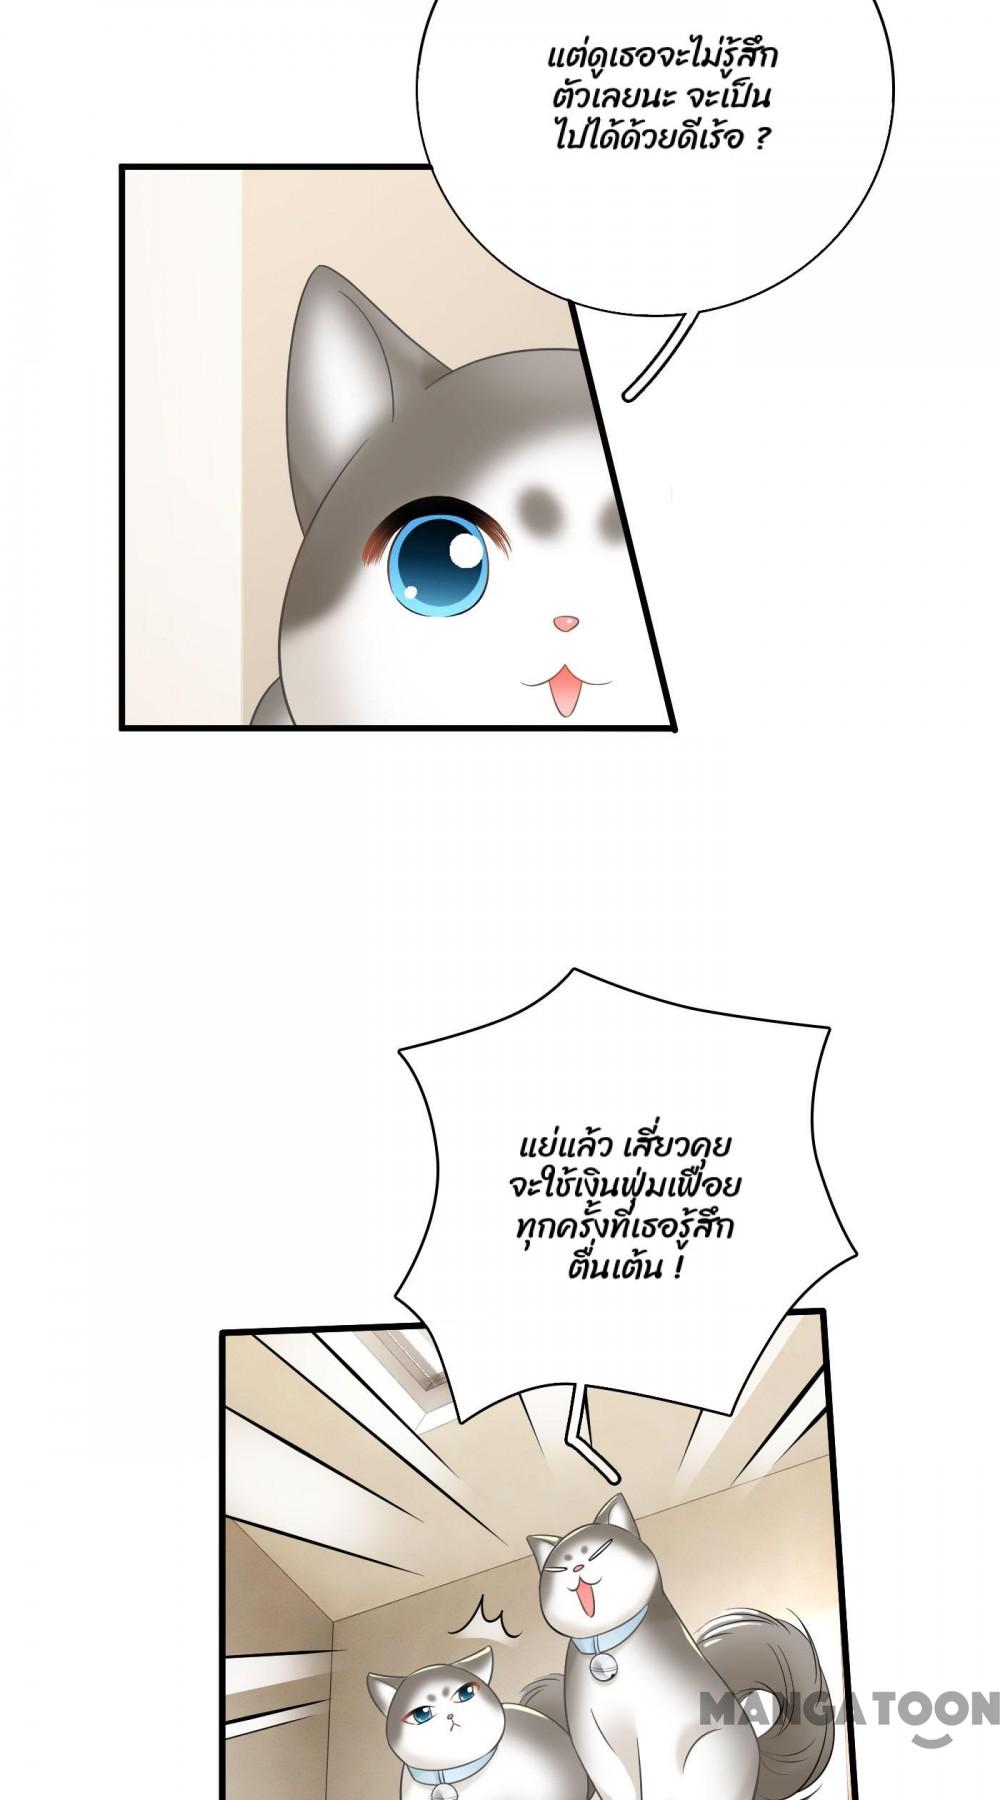 แต่ดูเธอจะไม่รู้สึก
ตัวเลยนะ จะเป็น
ไปได้ด้วยดีเร้อ ?
แย่แล้ว เสี่ยวคุย
จะใช้เงินฟุ่มเฟือย
ทุกครั้งที่เธอรู้สึก
ตื่นเต้น !
MANGATOON